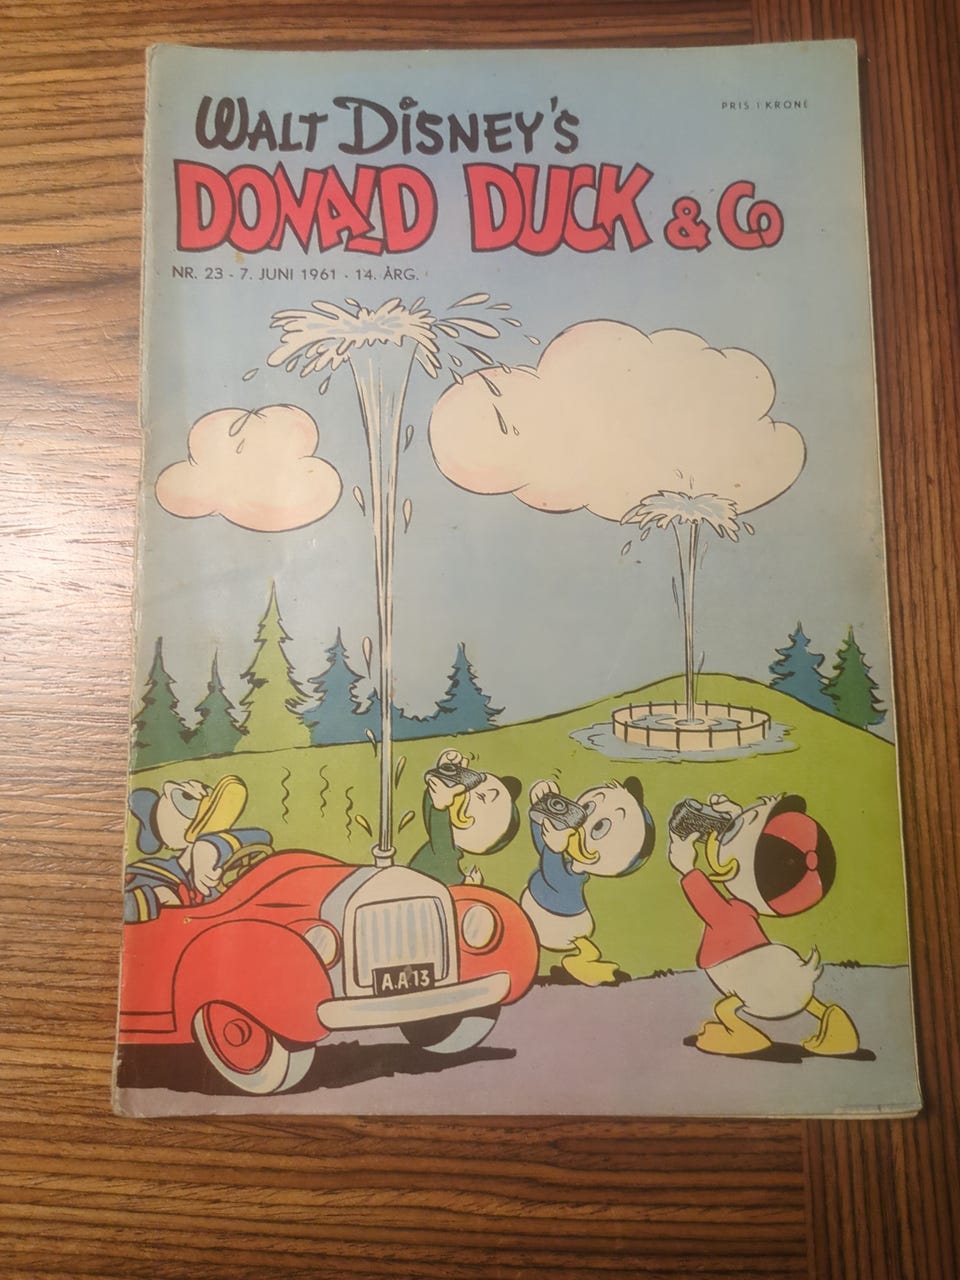 WALT DISNEY'S
PRIS 1 KRONE
DONALD DUCK & Co
NR. 23 - 7. JUNI 1961 - 14. ÅRG.
A.A 13